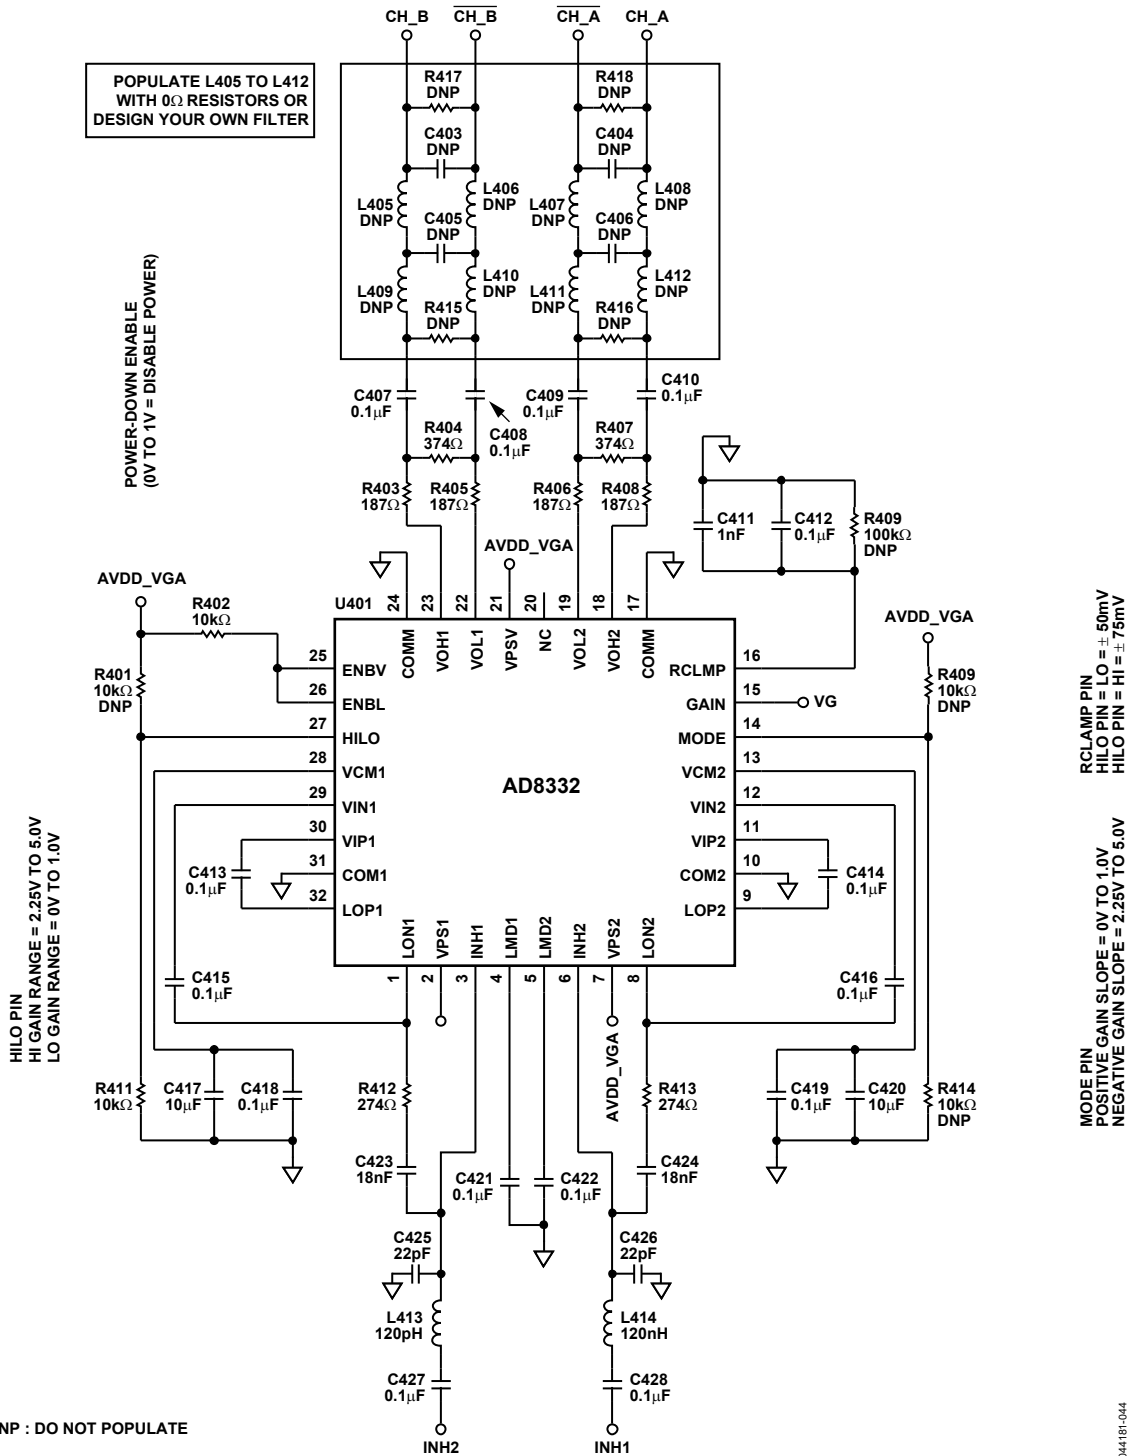 CH_B
CH_B
CH_A
CH_A
POPULATE L405 TO L412
WITH 0Ω RESISTORS OR
DESIGN YOUR OWN FILTER
R417
DNP
R418
DNP
C403
DNP
C404
DNP
L405
DNP
L406
DNP
L407
DNP
L408
DNP
C405
DNP
C406
DNP
L409
DNP
L410
DNP
L411
DNP
L412
DNP
R415
DNP
R416
DNP
POWER-DOWN ENABLE
(0V TO 1V = DISABLE POWER)
C407
0.1µF
C408
0.1µF
C409
0.1µF
C410
0.1µF
R404
374Ω
R407
374Ω
R403
187Ω
R405
187Ω
R406
187Ω
R408
187Ω
C411
1nF
C412
0.1µF
R409
100kΩ
DNP
AVDD_VGA
AVDD_VGA
R402
10kΩ
R401
10kΩ
DNP
U401
24
23
22
21
20
19
18
17
COMM
VOH1
VOL1
VPSV
NC
VOL2
VOH2
COMM
AVDD_VGA
R409
10kΩ
DNP
25
ENBV
26
ENBL
27
HILO
28
VCM1
29
VIN1
30
VIP1
31
COM1
32
LOP1
AD8332
16
RCLMP
15
GAIN
VG
14
MODE
13
VCM2
12
VIN2
11
VIP2
10
COM2
9
LOP2
RCLAMP PIN
HILO PIN = LO = ± 50mV
HILO PIN = HI = ± 75mV
C413
0.1µF
C414
0.1µF
LON1
VPS1
INH1
LMD1
LMD2
INH2
VPS2
LON2
1
2
3
4
5
6
7
8
HILO PIN
HI GAIN RANGE = 2.25V TO 5.0V
LO GAIN RANGE = 0V TO 1.0V
MODE PIN
POSITIVE GAIN SLOPE = 0V TO 1.0V
NEGATIVE GAIN SLOPE = 2.25V TO 5.0V
C415
0.1µF
C416
0.1µF
AVDD_VGA
R411
10kΩ
C417
10µF
C418
0.1µF
R412
274Ω
R413
274Ω
C419
0.1µF
C420
10µF
R414
10kΩ
DNP
C423
18nF
C421
0.1µF
C422
0.1µF
C424
18nF
C425
22pF
C426
22pF
L413
120pH
L414
120nH
C427
0.1µF
C428
0.1µF
INH2
INH1
NP : DO NOT POPULATE
044181-044